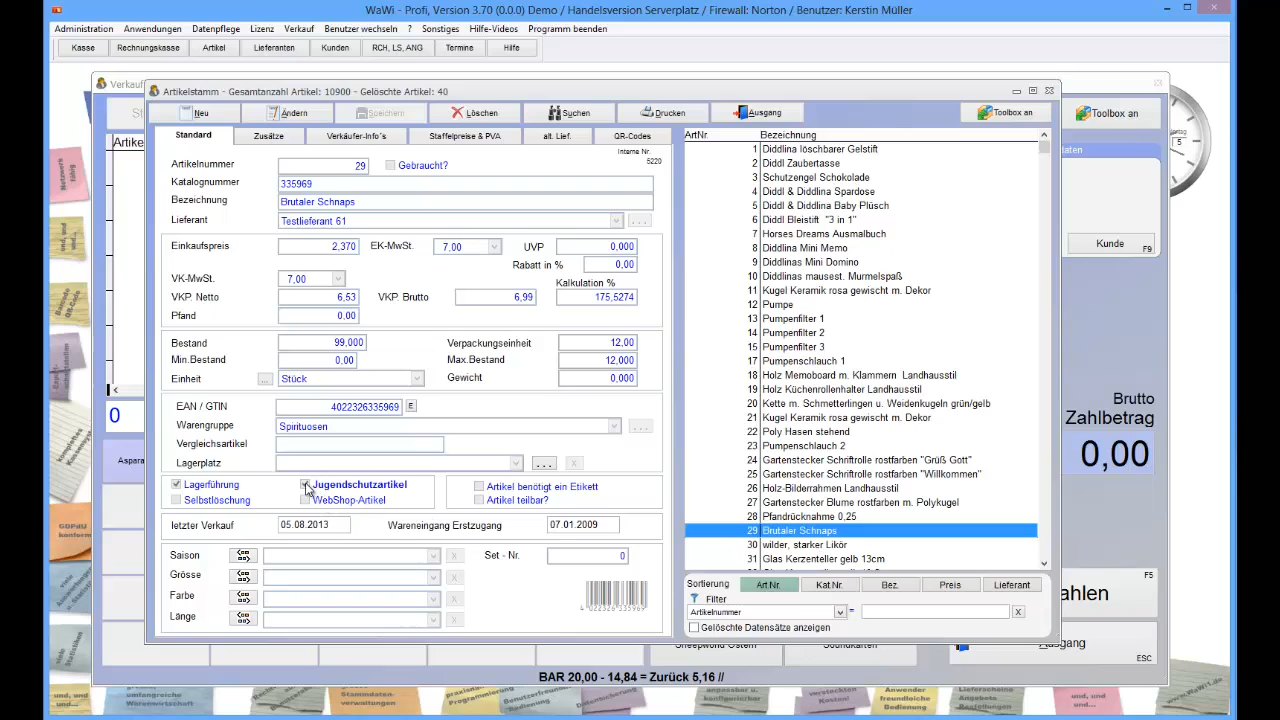 WaWi - Profi, Version 3.70 (0.0.0) Demo / Handelsversion Serverplatz / Firewall: Norton / Benutzer: Kerstin Müller
Administration Anwendungen Datenpflege Lizenz Verkauf Benutzer wechseln ? Sonstiges Hilfe-Videos Programm beenden
Kasse Rechnungskasse Artikel Lieferanten Kunden RCH, LS, ANG Termine Hilfe
Artikelstamm - Gesamtanzahl Artikel: 10900 - Gelöschte Artikel: 40
Neu Ändern Speichern Löschen Suchen Drucken Ausgang Toolbox an Toolbox an
Standard Zusätze Verkäufer-Info´s Staffelpreise & PVA alt. Lief. QR-Codes
Interne Nr.
5220
Artikelnummer 29 Gebraucht?
Katalognummer 335969
Bezeichnung Brutaler Schnaps
Lieferant Testlieferant 61 ...
Einkaufspreis 2,370 EK-MwSt. 7,00 UVP 0,000
Rabatt in % 0,00
VK-MwSt. 7,00 Kalkulation %
VKP. Netto 6,53 VKP. Brutto 6,99 175,5274
Pfand 0,00
Bestand 99,000 Verpackungseinheit 12,00
Min.Bestand 0,00 Max.Bestand 12,000
Einheit ... Stück Gewicht 0,000
EAN / GTIN 4022326335969 E
Warengruppe Spirituosen ...
Vergleichsartikel
Lagerplatz ... X
Lagerführung Jugendschutzartikel Artikel benötigt ein Etikett
Selbstlöschung WebShop-Artikel Artikel teilbar?
letzter Verkauf 05.08.2013 Wareneingang Erstzugang 07.01.2009
Saison X Set - Nr. 0
Grösse X
Farbe X
Länge X
ArtNr. Bezeichnung
1 Diddlina löschbarer Gelstift
2 Diddl Zaubertasse
3 Schutzengel Schokolade
4 Diddl & Diddlina Spardose
5 Diddl & Diddlina Baby Plüsch
6 Diddl Bleistift "3 in 1"
7 Horses Dreams Ausmalbuch
8 Diddlina Mini Memo
9 Diddlinas Mini Domino
10 Diddlinas mausest. Murmelspaß
11 Kugel Keramik rosa gewischt m. Dekor
12 Pumpe
13 Pumpenfilter 1
14 Pumpenfilter 2
15 Pumpenfilter 3
17 Pumpenschlauch 1
18 Holz Memoboard m. Klammern Landhausstil
19 Holz Küchenrollenhalter Landhausstil
20 Kette m. Schmetterlingen u. Weidenkugeln grün/gelb
21 Kugel Keramik rosa gewischt m. Dekor
22 Poly Hasen stehend
23 Pumpenschlauch 2
24 Gartenstecker Schriftrolle rostfarben "Grüß Gott"
25 Gartenstecker Schriftrolle rostfarben "Willkommen"
26 Holz-Bilderrahmen Landhausstil
27 Gartenstecker Blume rostfarben m. Polykugel
28 Pfandrücknahme 0,25
29 Brutaler Schnaps
30 wilder, starker Likör
31 Glas Kerzenteller gelb 13cm
Sortierung Art.Nr. Kat.Nr. Bez. Preis Lieferant
Filter
Artikelnummer = X
Gelöschte Datensätze anzeigen
Kunde F9
Brutto
Zahlbetrag
0,00
F5
ESC
0
BAR 20,00 - 14,84 = Zurück 5,16 //